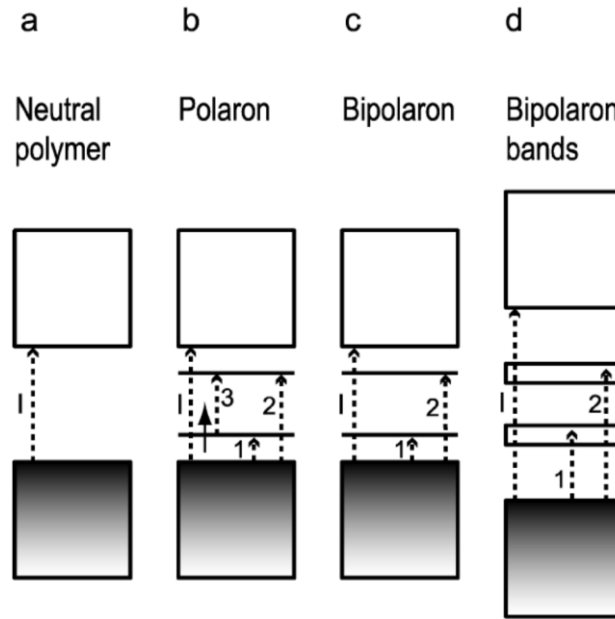 a b c d
Neutral polymer
Polaron
Bipolaron
Bipolaron bands
I
I 3 2 1
I 2 1
I 2 1